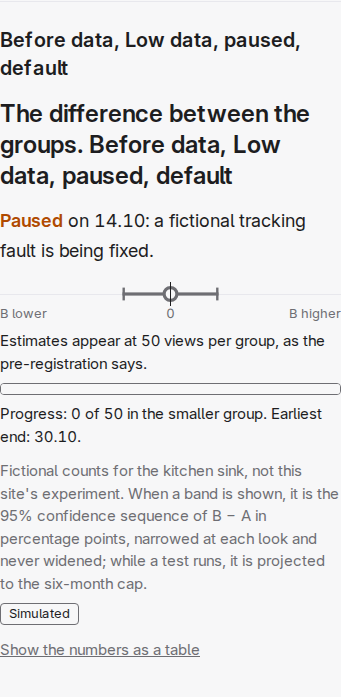 Before data, Low data, paused,
default
The difference between the
groups. Before data, Low
data, paused, default
Paused on 14.10: a fictional tracking
fault is being fixed.
B lower 0 B higher
Estimates appear at 50 views per group, as the
pre-registration says.
Progress: 0 of 50 in the smaller group. Earliest
end: 30.10.
Fictional counts for the kitchen sink, not this
site's experiment. When a band is shown, it is the
95% confidence sequence of B − A in
percentage points, narrowed at each look and
never widened; while a test runs, it is projected
to the six-month cap.
Simulated
Show the numbers as a table